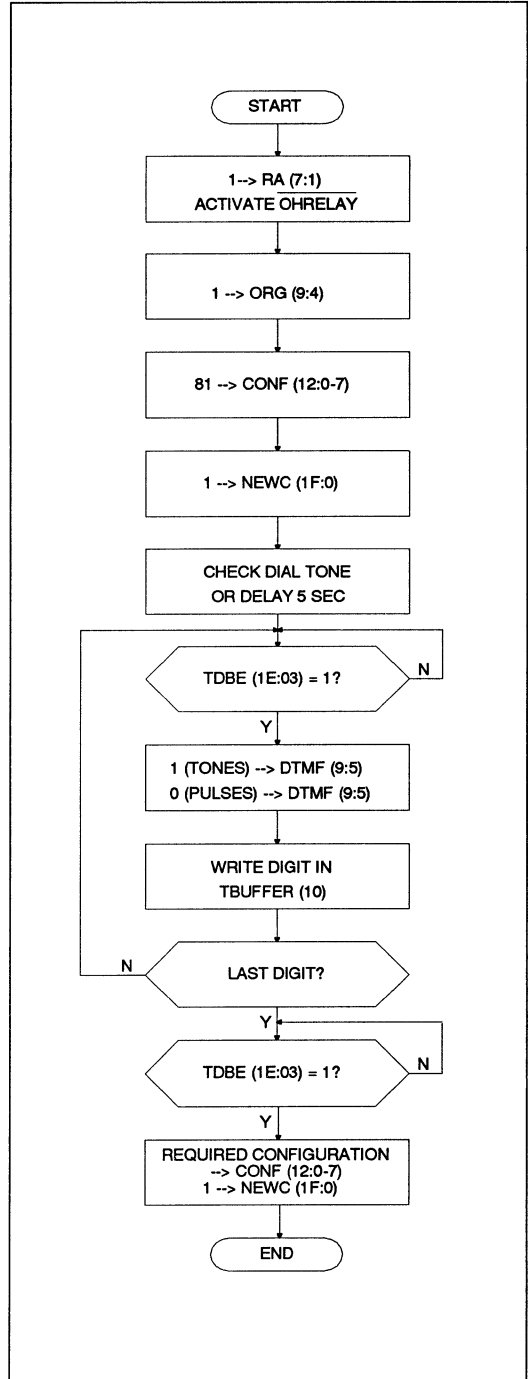 START
1--> RA (7:1)
ACTIVATE OHRELAY
1 --> ORG (9:4)
81 --> CONF (12:0-7)
1 --> NEWC (1F:0)
CHECK DIAL TONE
OR DELAY 5 SEC
TDBE (1E:03) = 1?
N
Y
1 (TONES) --> DTMF (9:5)
0 (PULSES) --> DTMF (9:5)
WRITE DIGIT IN
TBUFFER (10)
N
LAST DIGIT?
Y
TDBE (1E:03) = 1?
N
Y
REQUIRED CONFIGURATION
--> CONF (12:0-7)
1 --> NEWC (1F:0)
END